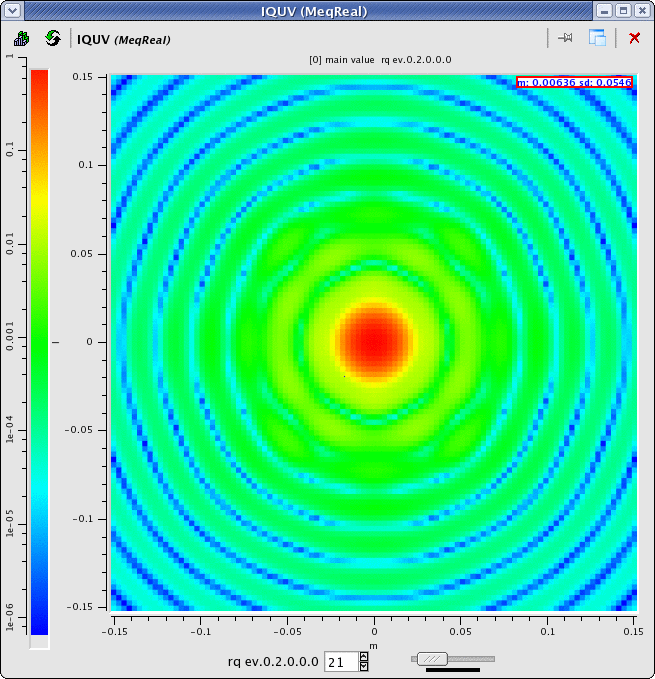 IQUV (MeqReal)
IQUV (MeqReal)
[0] main value rq ev.0.2.0.0.0
m: 0.00636 sd: 0.0546
1
0.1
0.01
0.001
1e-04
1e-05
1e-06
0.15
0.1
0.05
0
-0.05
-0.1
-0.15
-0.15
-0.1
-0.05
0
0.05
0.1
0.15
m
rq ev.0.2.0.0.0 21